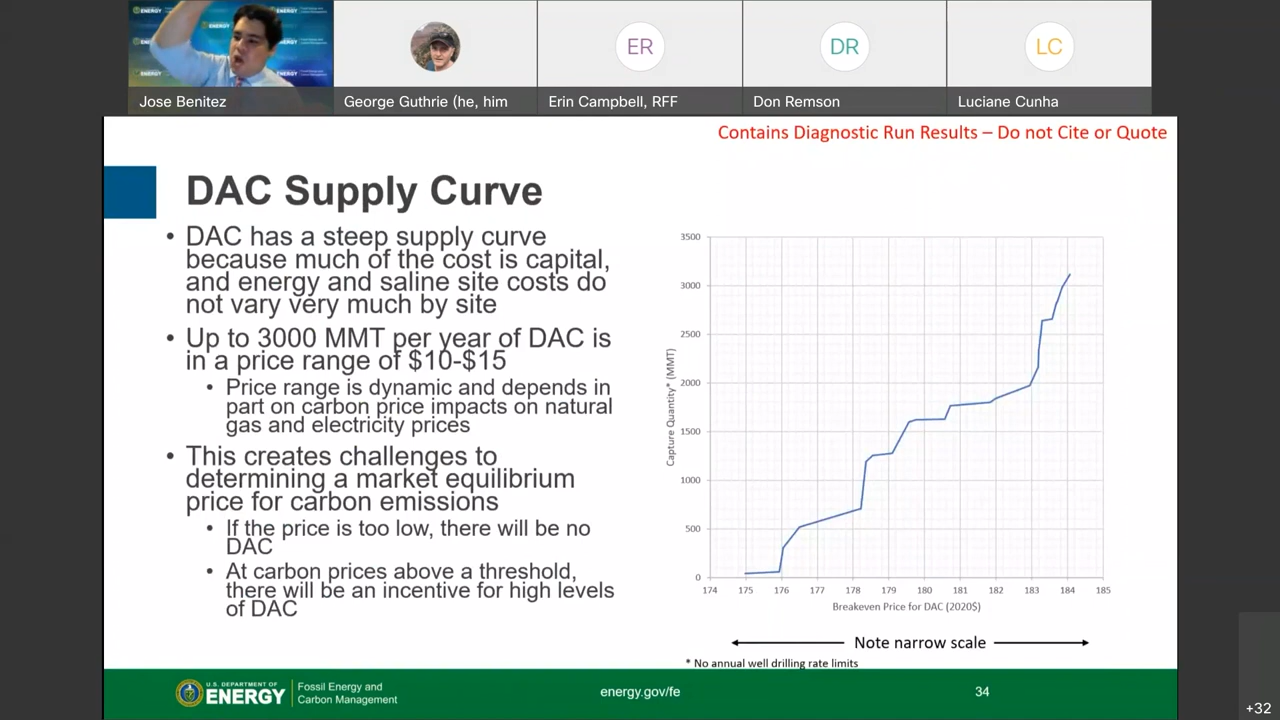 Jose Benitez
George Guthrie (he, him
ER
Erin Campbell, RFF
DR
Don Remson
LC
Luciane Cunha
Contains Diagnostic Run Results – Do not Cite or Quote
DAC Supply Curve
• DAC has a steep supply curve
because much of the cost is capital,
and energy and saline site costs do
not vary very much by site
• Up to 3000 MMT per year of DAC is
in a price range of $10-$15
• Price range is dynamic and depends in
part on carbon price impacts on natural
gas and electricity prices
• This creates challenges to
determining a market equilibrium
price for carbon emissions
• If the price is too low, there will be no
DAC
• At carbon prices above a threshold,
there will be an incentive for high levels
of DAC
Capture Quantity* (MMT)
3500
3000
2500
2000
1500
1000
500
0
174 175 176 177 178 179 180 181 182 183 184 185
Breakeven Price for DAC (2020$)
Note narrow scale
* No annual well drilling rate limits
U.S. DEPARTMENT OF
ENERGY
Fossil Energy and
Carbon Management
energy.gov/fe
34
+32